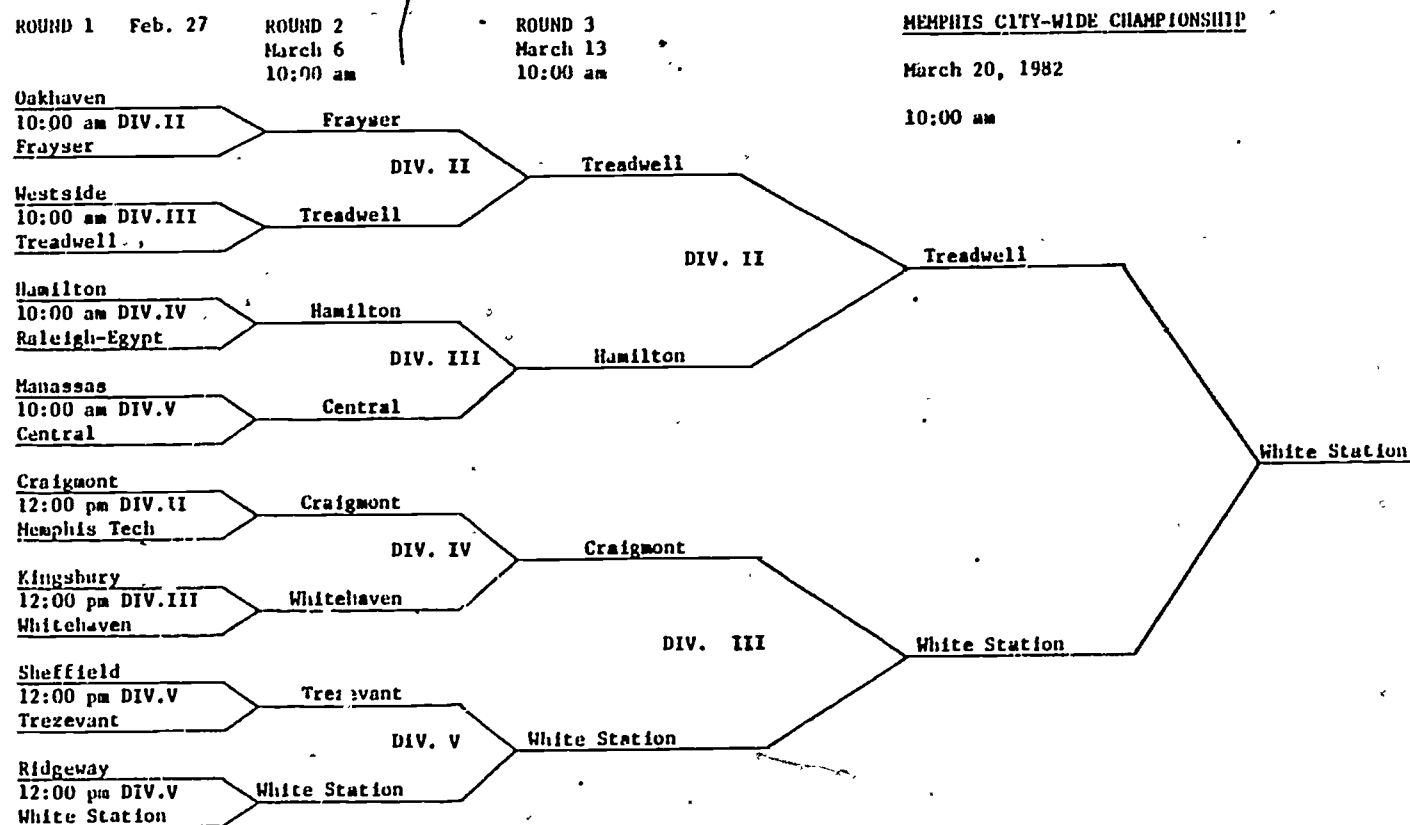 ROUND 1 Feb. 27
ROUND 2
March 6
10:00 am
ROUND 3
March 13
10:00 am
MEMPHIS CITY-WIDE CHAMPIONSHIP
March 20, 1982
10:00 am
Oakhaven
10:00 am DIV.II
Frayser
Westside
10:00 am DIV.III
Treadwell
Hamilton
10:00 am DIV.IV
Raleigh-Egypt
Manassas
10:00 am DIV.V
Central
Craigmont
12:00 pm DIV.II
Memphis Tech
Kingsbury
12:00 pm DIV.III
Whitehaven
Sheffield
12:00 pm DIV.V
Trezevant
Ridgeway
12:00 pm DIV.V
White Station
Frayser
DIV. II
Treadwell
Hamilton
DIV. III
Central
Craigmont
DIV. IV
Whitehaven
Trezevant
DIV. V
White Station
Treadwell
DIV. II
Hamilton
Craigmont
DIV. III
White Station
Treadwell
White Station
White Station